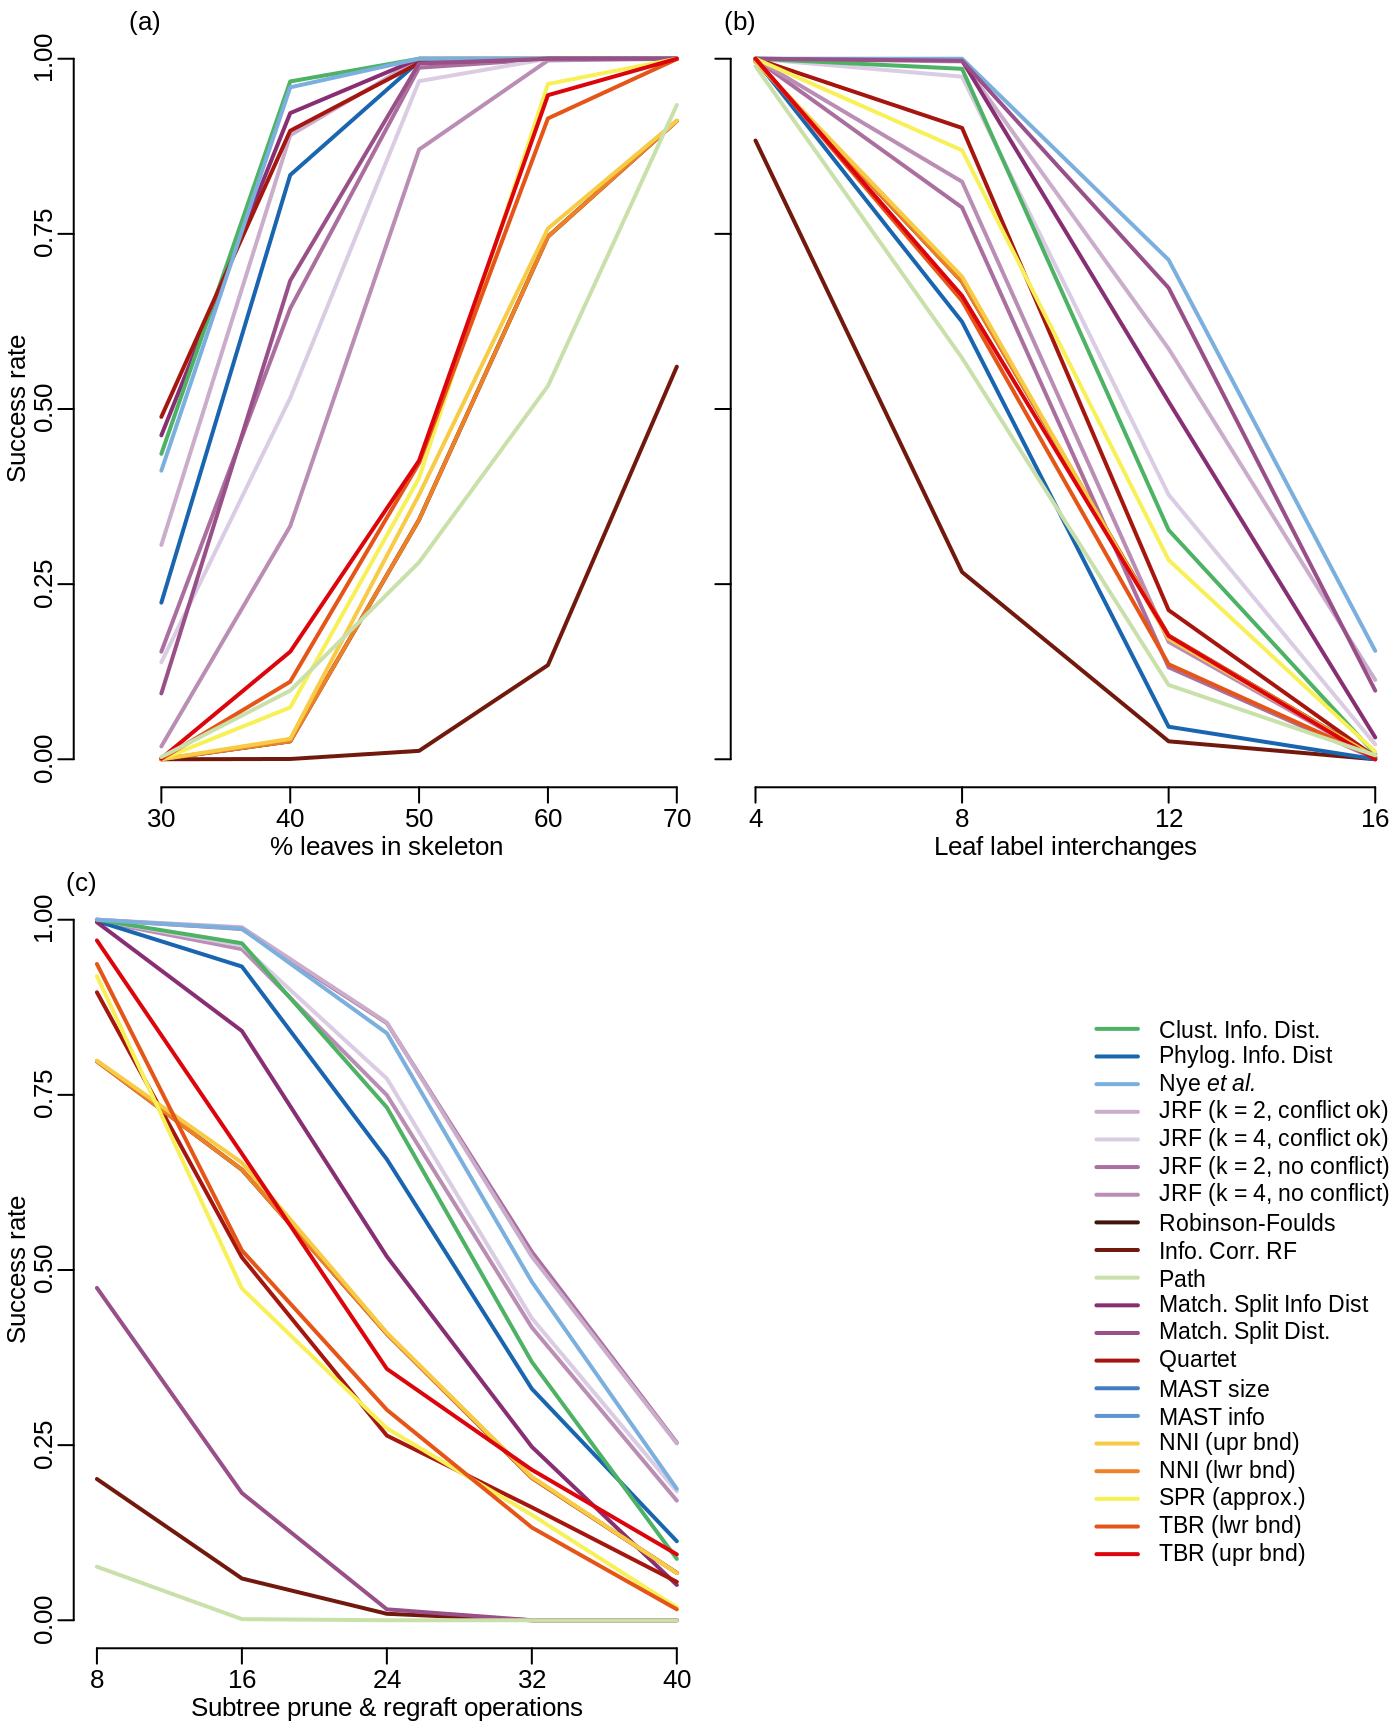 (a)
(b)
1.00
0.75
0.50
0.25
0.00
Success rate
30 40 50 60 70
% leaves in skeleton
4 8 12 16
Leaf label interchanges
(c)
1.00
0.75
0.50
0.25
0.00
Success rate
8 16 24 32 40
Subtree prune & regraft operations
Clust. Info. Dist.
Phylog. Info. Dist
Nye et al.
JRF (k = 2, conflict ok)
JRF (k = 4, conflict ok)
JRF (k = 2, no conflict)
JRF (k = 4, no conflict)
Robinson-Foulds
Info. Corr. RF
Path
Match. Split Info Dist
Match. Split Dist.
Quartet
MAST size
MAST info
NNI (upr bnd)
NNI (lwr bnd)
SPR (approx.)
TBR (lwr bnd)
TBR (upr bnd)